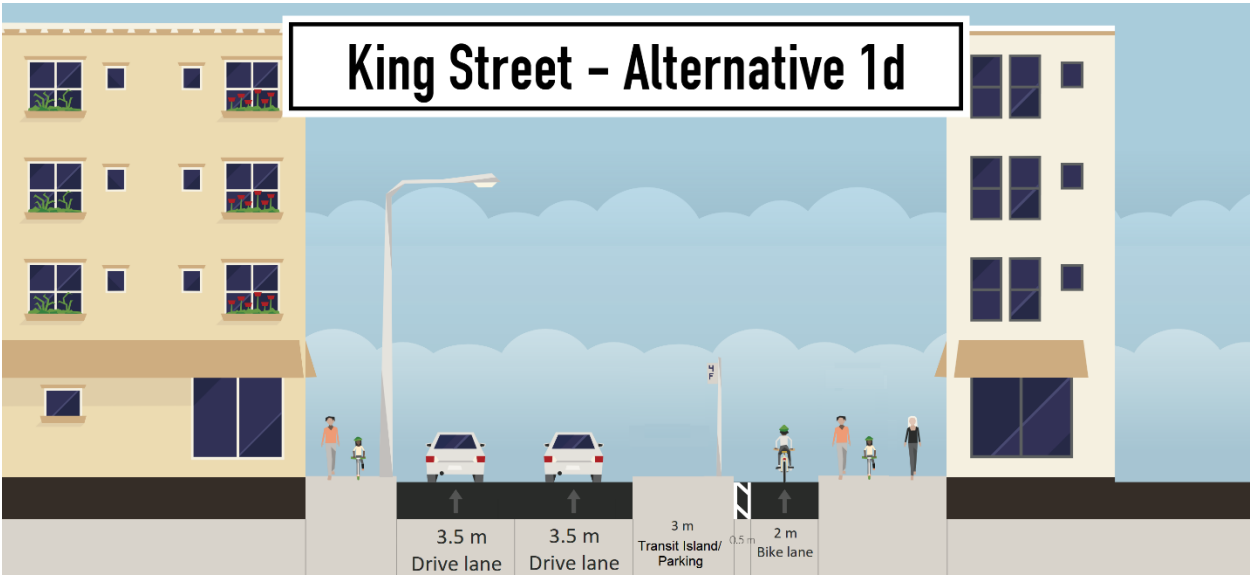 King Street – Alternative 1d
4
F
3.5 m
Drive lane
3.5 m
Drive lane
3 m
Transit Island/
Parking
0.5 m
2 m
Bike lane